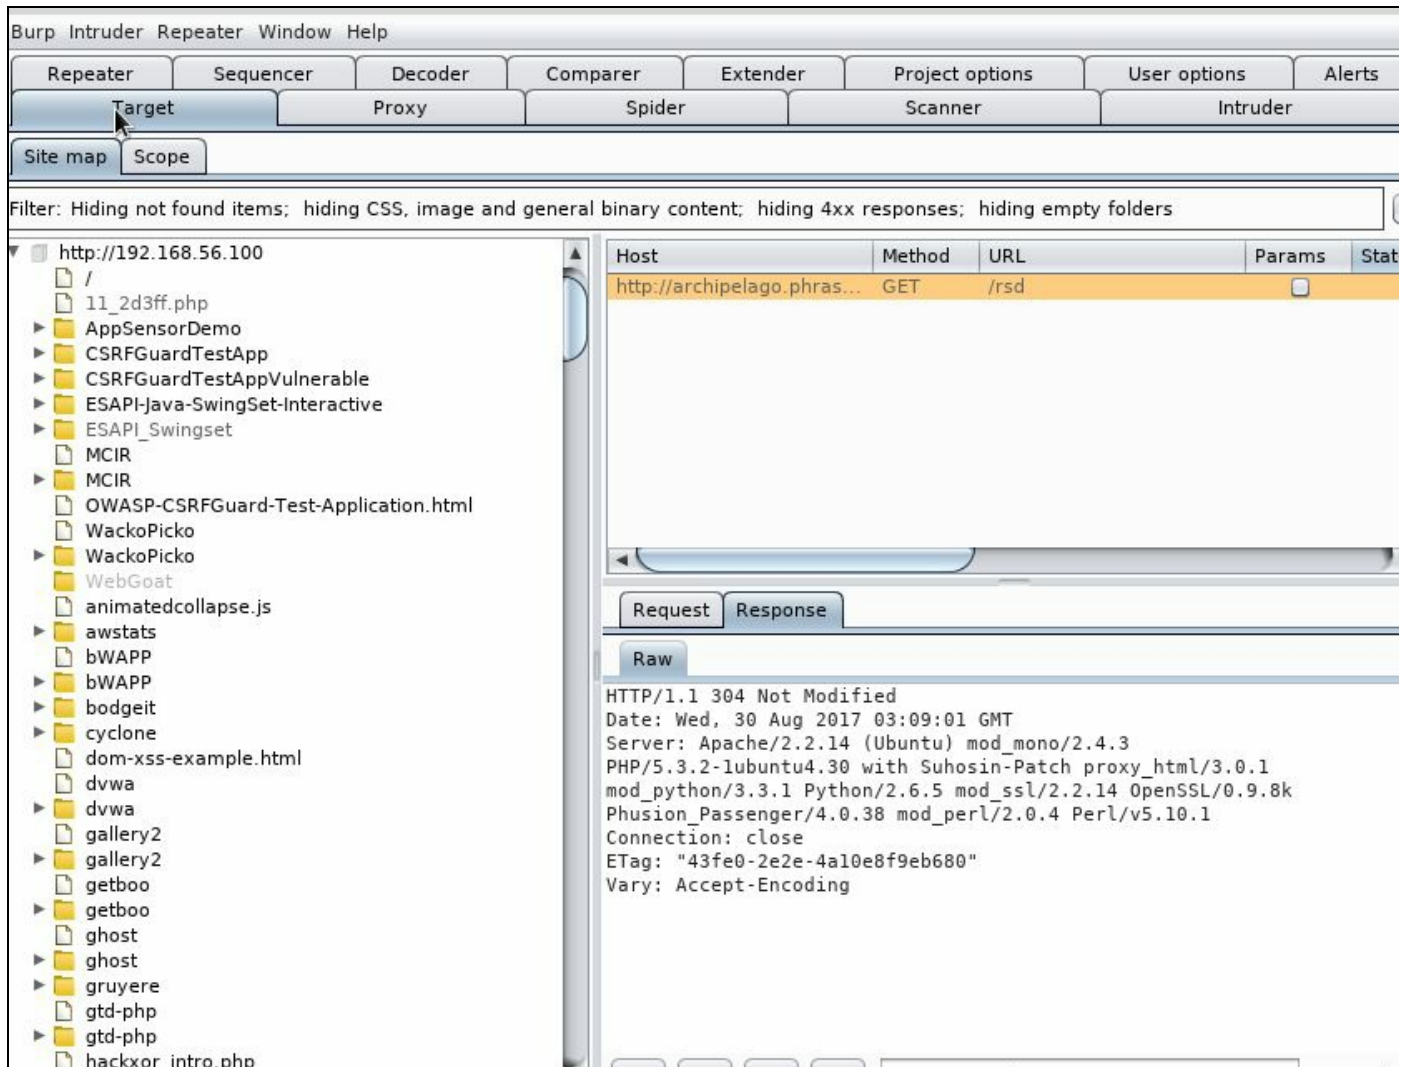 Burp Intruder Repeater Window Help
Repeater Sequencer Decoder Comparer Extender Project options User options Alerts
Target Proxy Spider Scanner Intruder
Site map Scope
Filter: Hiding not found items; hiding CSS, image and general binary content; hiding 4xx responses; hiding empty folders
http://192.168.56.100
/
11_2d3ff.php
AppSensorDemo
CSRFGuardTestApp
CSRFGuardTestAppVulnerable
ESAPI-Java-SwingSet-Interactive
ESAPI_Swingset
MCIR
MCIR
OWASP-CSRFGuard-Test-Application.html
WackoPicko
WackoPicko
WebGoat
animatedcollapse.js
awstats
bWAPP
bWAPP
bodgeit
cyclone
dom-xss-example.html
dvwa
dvwa
gallery2
gallery2
getboo
getboo
ghost
ghost
gruyere
gtd-php
gtd-php
hackxor_intro.php
Host Method URL Params Stat
http://archipelago.phras... GET /rsd
Request Response
Raw
HTTP/1.1 304 Not Modified
Date: Wed, 30 Aug 2017 03:09:01 GMT
Server: Apache/2.2.14 (Ubuntu) mod_mono/2.4.3
PHP/5.3.2-1ubuntu4.30 with Suhosin-Patch proxy_html/3.0.1
mod_python/3.3.1 Python/2.6.5 mod_ssl/2.2.14 OpenSSL/0.9.8k
Phusion_Passenger/4.0.38 mod_perl/2.0.4 Perl/v5.10.1
Connection: close
ETag: "43fe0-2e2e-4a10e8f9eb680"
Vary: Accept-Encoding